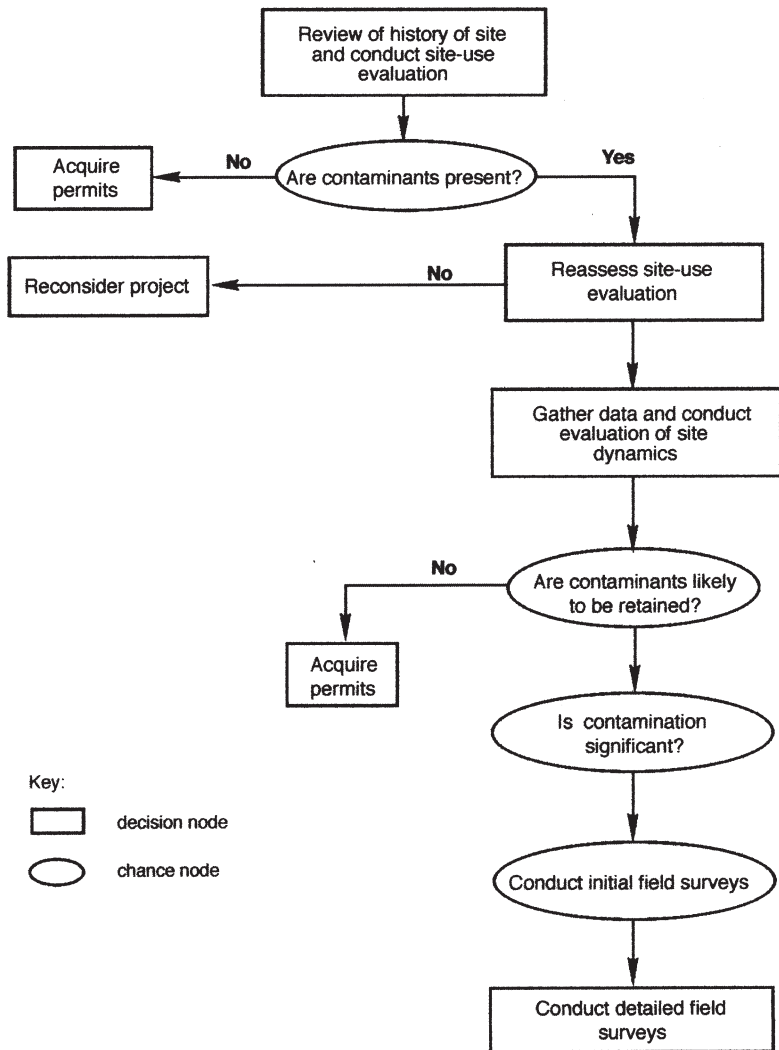 Review of history of site
and conduct site-use
evaluation
No
Yes
Acquire
permits
Are contaminants present?
Reconsider project
No
Reassess site-use
evaluation
Gather data and conduct
evaluation of site
dynamics
No
Are contaminants likely
to be retained?
Acquire
permits
Is contamination
significant?
Key:
decision node
chance node
Conduct initial field surveys
Conduct detailed field
surveys